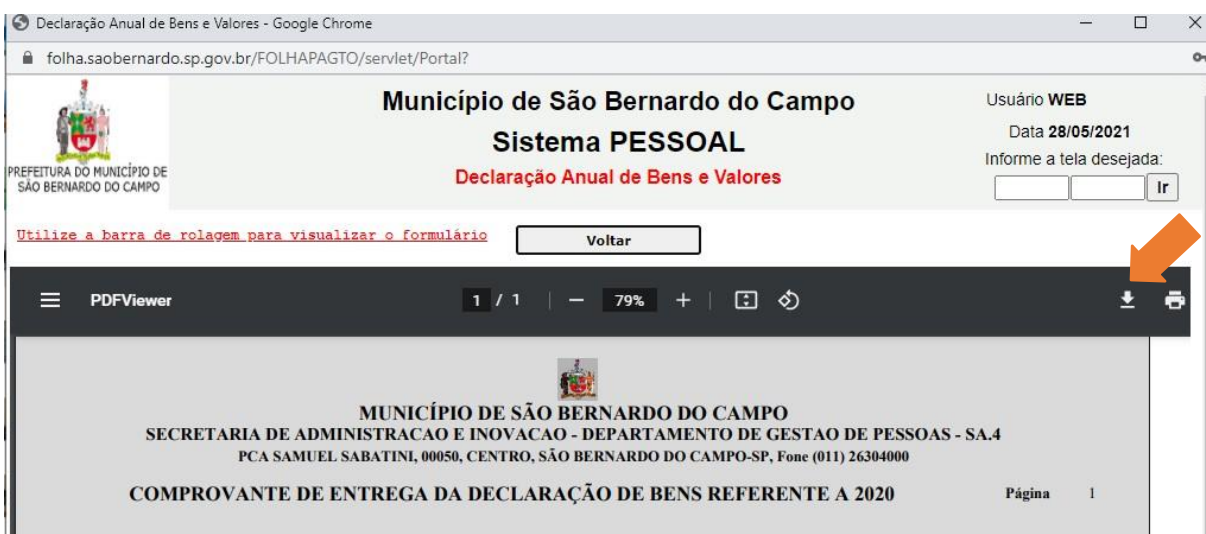 Declaração Anual de Bens e Valores - Google Chrome
folha.saobernardo.sp.gov.br/FOLHAPAGTO/servlet/Portal?
PREFEITURA DO MUNICÍPIO DE
SÃO BERNARDO DO CAMPO
Município de São Bernardo do Campo
Sistema PESSOAL
Declaração Anual de Bens e Valores
Usuário WEB
Data 28/05/2021
Informe a tela desejada:
Ir
Utilize a barra de rolagem para visualizar o formulário
Voltar
PDFViewer
1 / 1
79%
MUNICÍPIO DE SÃO BERNARDO DO CAMPO
SECRETARIA DE ADMINISTRACAO E INOVACAO - DEPARTAMENTO DE GESTAO DE PESSOAS - SA.4
PCA SAMUEL SABATINI, 00050, CENTRO, SÃO BERNARDO DO CAMPO-SP, Fone (011) 26304000
COMPROVANTE DE ENTREGA DA DECLARAÇÃO DE BENS REFERENTE A 2020 Página 1